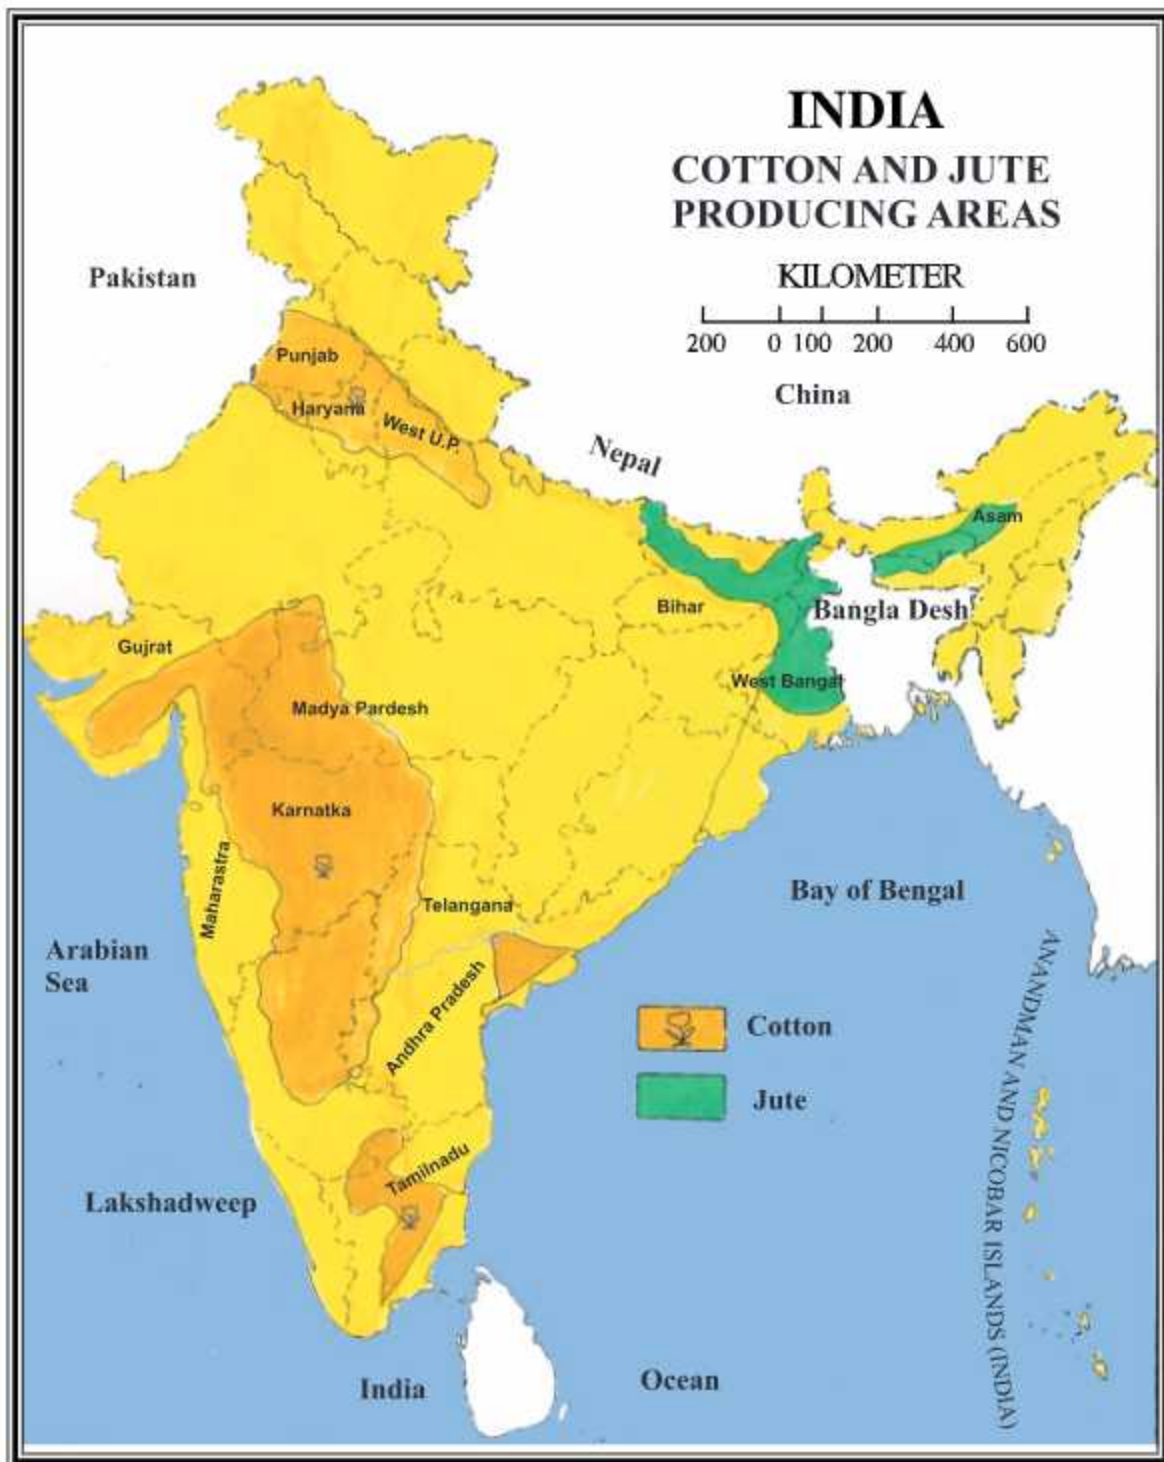 INDIA
COTTON AND JUTE
PRODUCING AREAS
KILOMETER
200 0 100 200 400 600
Pakistan
China
Punjab
Haryana
West U.P.
Nepal
Asam
Bihar
Bangla Desh
Gujrat
West Bangal
Madya Pardesh
Karnatka
Maharastra
Telangana
Bay of Bengal
Arabian
Sea
Andhra Pradesh
Cotton
Jute
ANANDMAN AND NICOBAR ISLANDS (INDIA)
Tamilnadu
Lakshadweep
India
Ocean